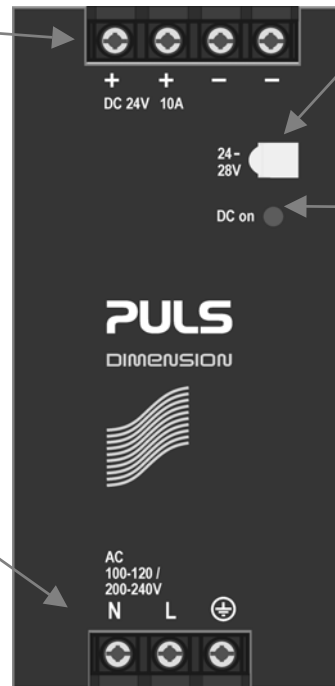 + + − −
DC 24V 10A
24–
28V
DC on
PULS
DIMENSION
AC
100-120 /
200-240V
N L